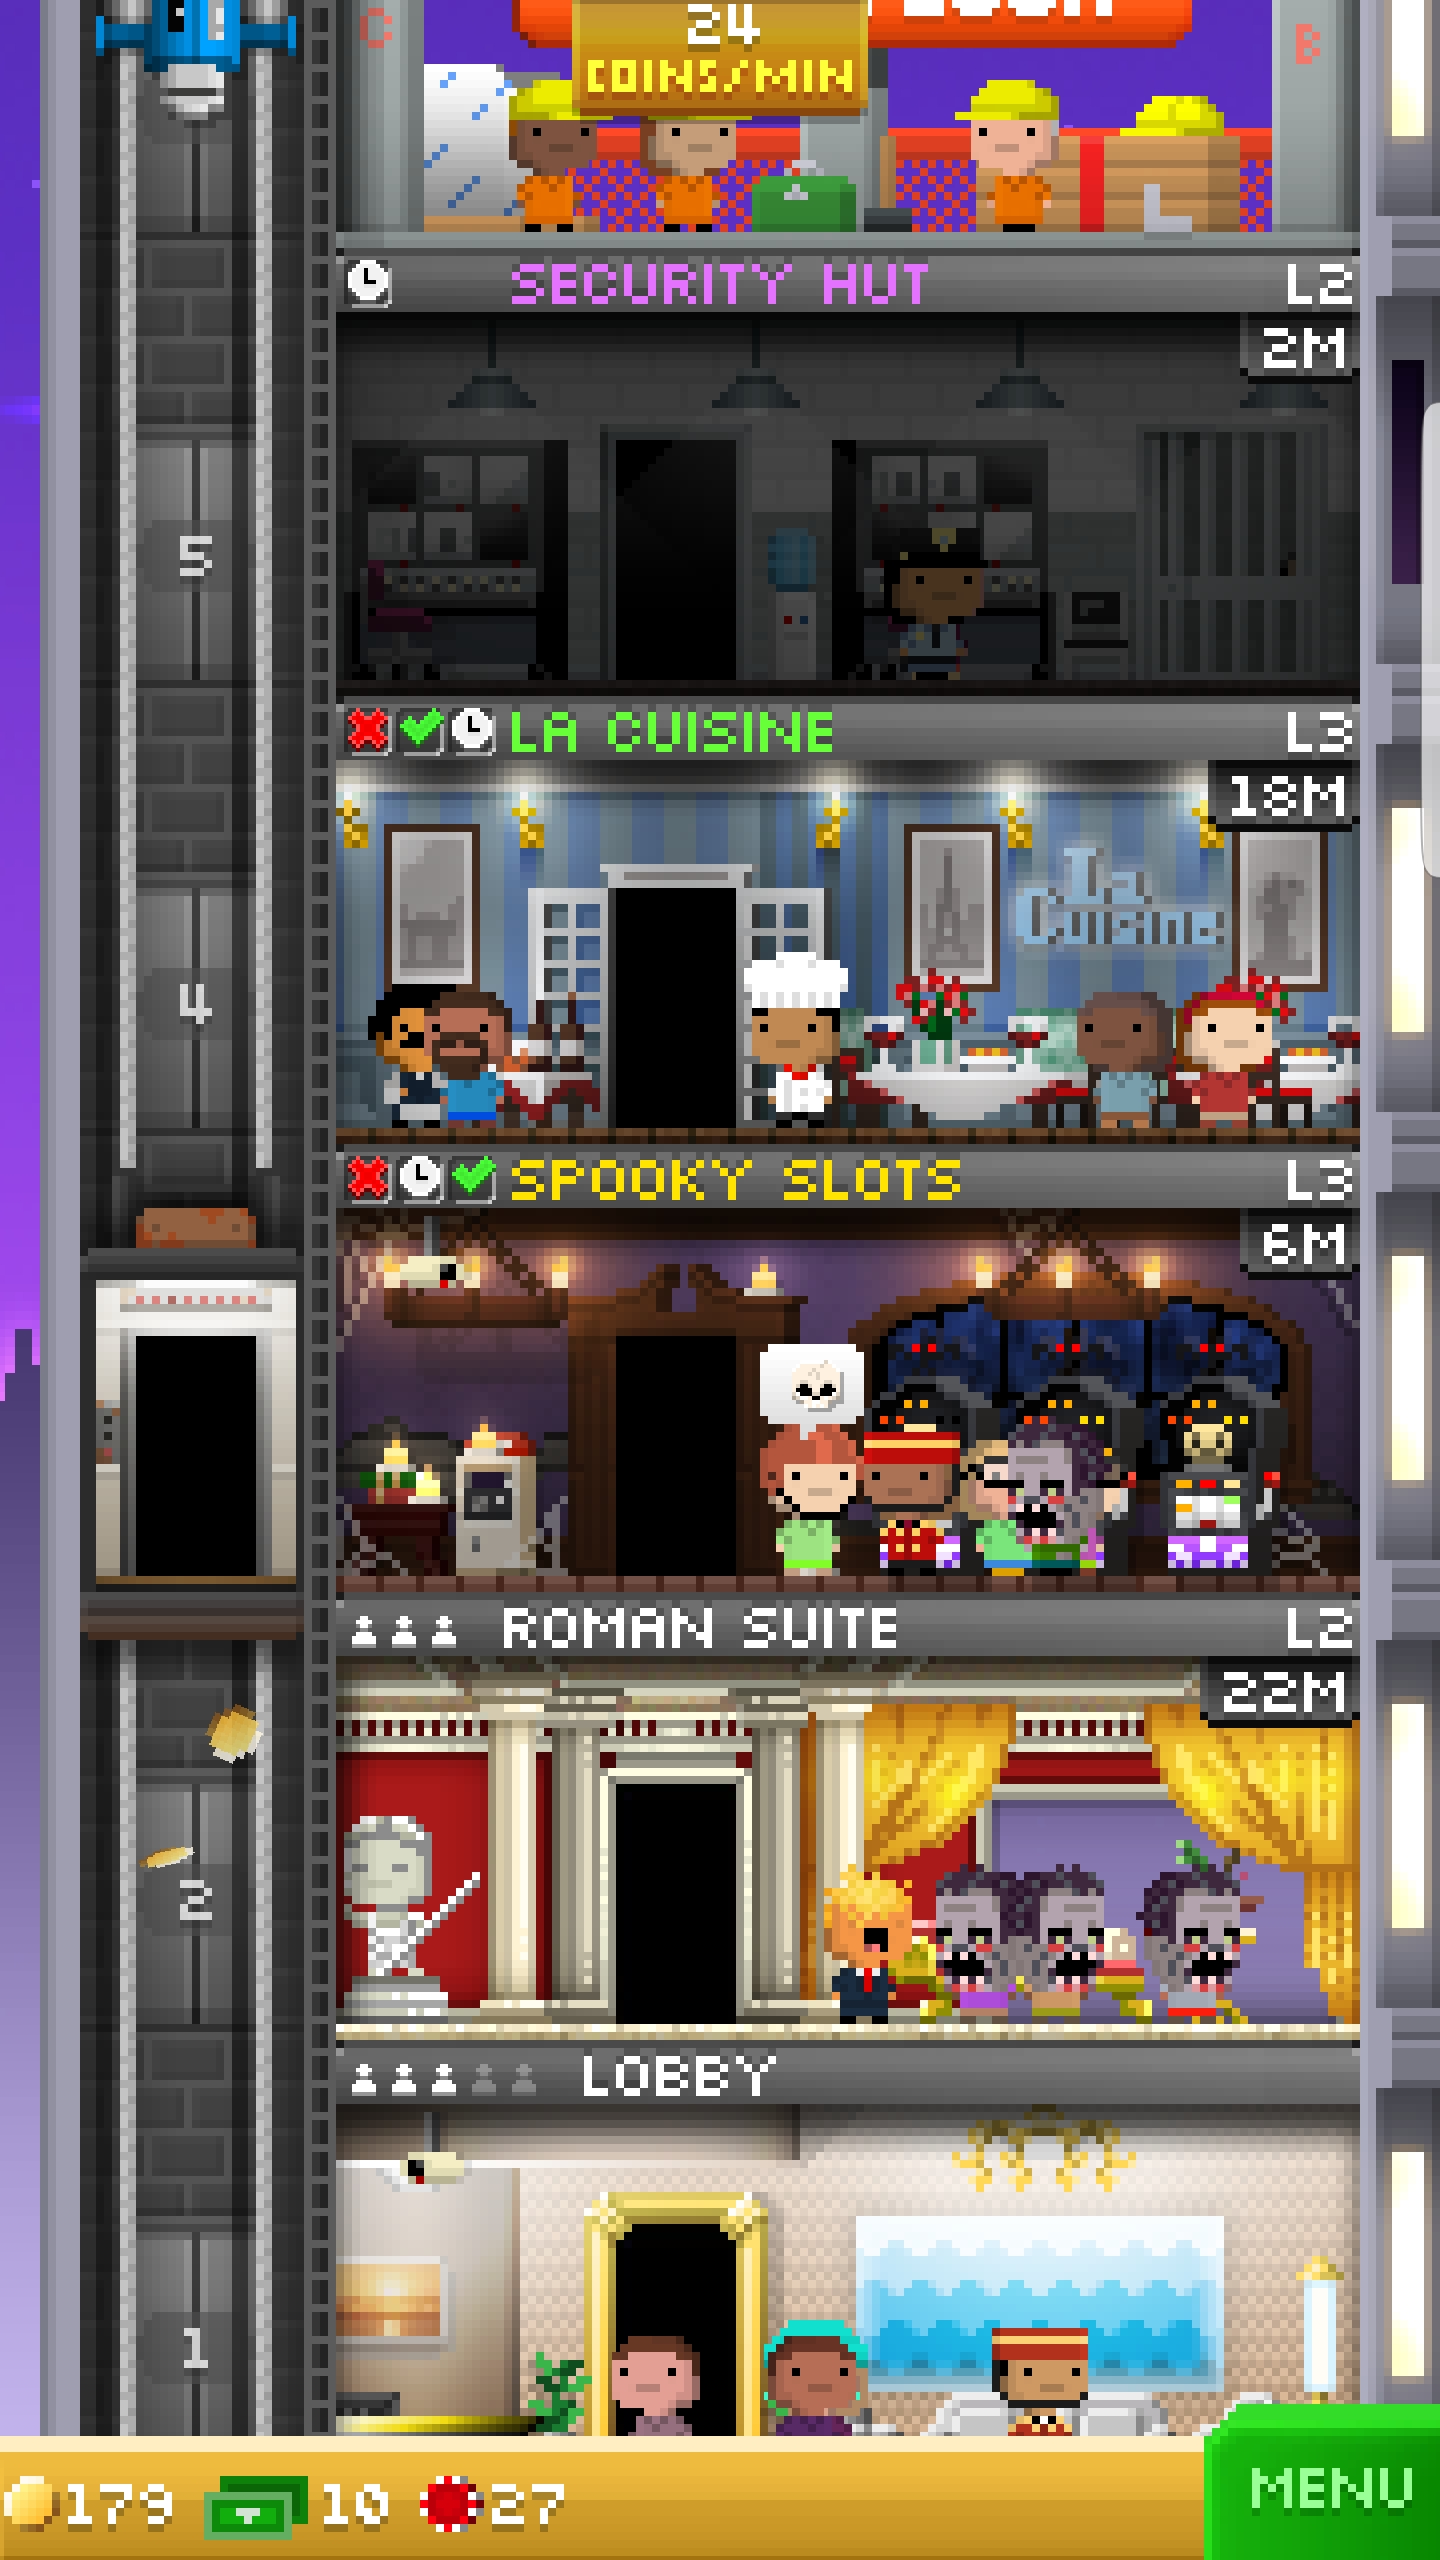 C
24
B
COINS/MIN
SECURITY HUT
L2
2M
5
LA CUISINE
L3
18M
La
Cuisine
4
SPOOKY SLOTS
L3
6M
ROMAN SUITE
L2
22M
2
LOBBY
1
179
10
27
MENU